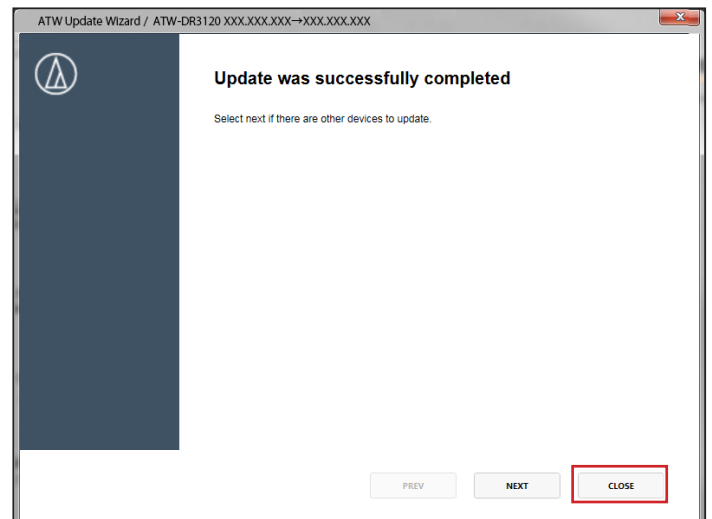 ATW Update Wizard / ATW-DR3120 XXX.XXX.XXX→XXX.XXX.XXX
Update was successfully completed
Select next if there are other devices to update.
PREV NEXT CLOSE